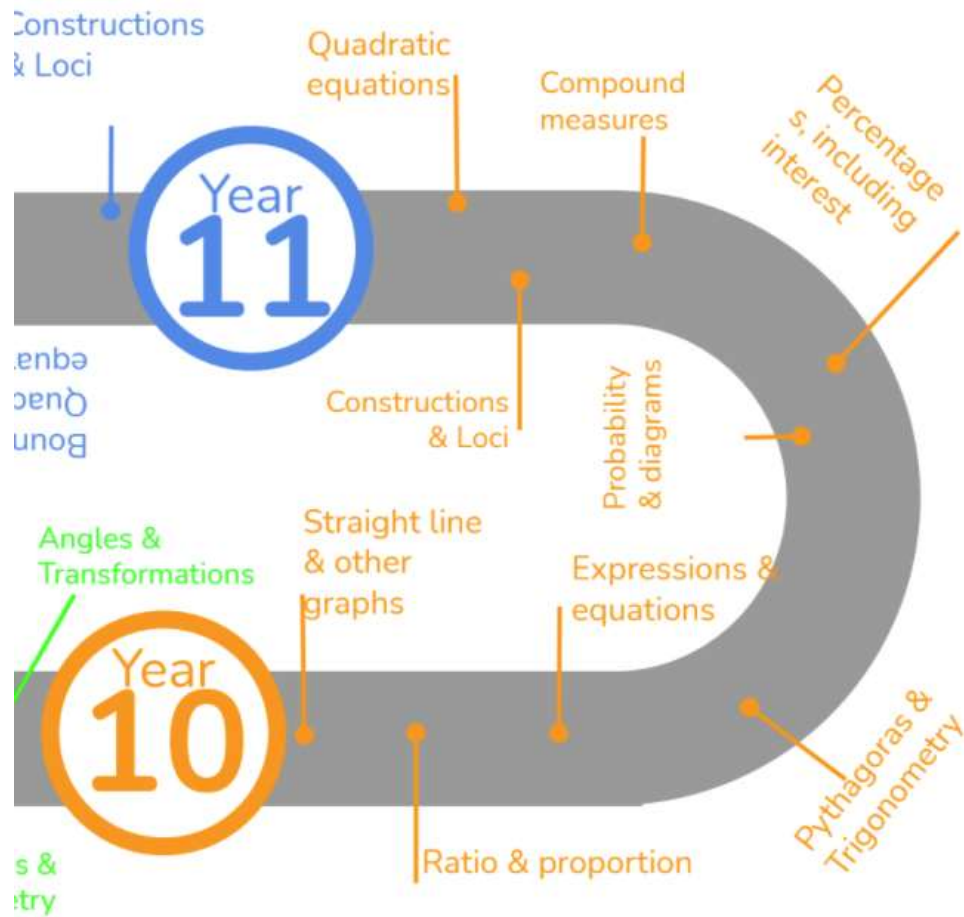 Constructions
& Loci
Quadratic
equations
Compound
measures
Percentage
s, including
interest
Year
11
Constructions
& Loci
Probability
& diagrams
Angles &
Transformations
Straight line
& other
graphs
Expressions &
equations
Year
10
Ratio & proportion
Pythagoras &
Trigonometry